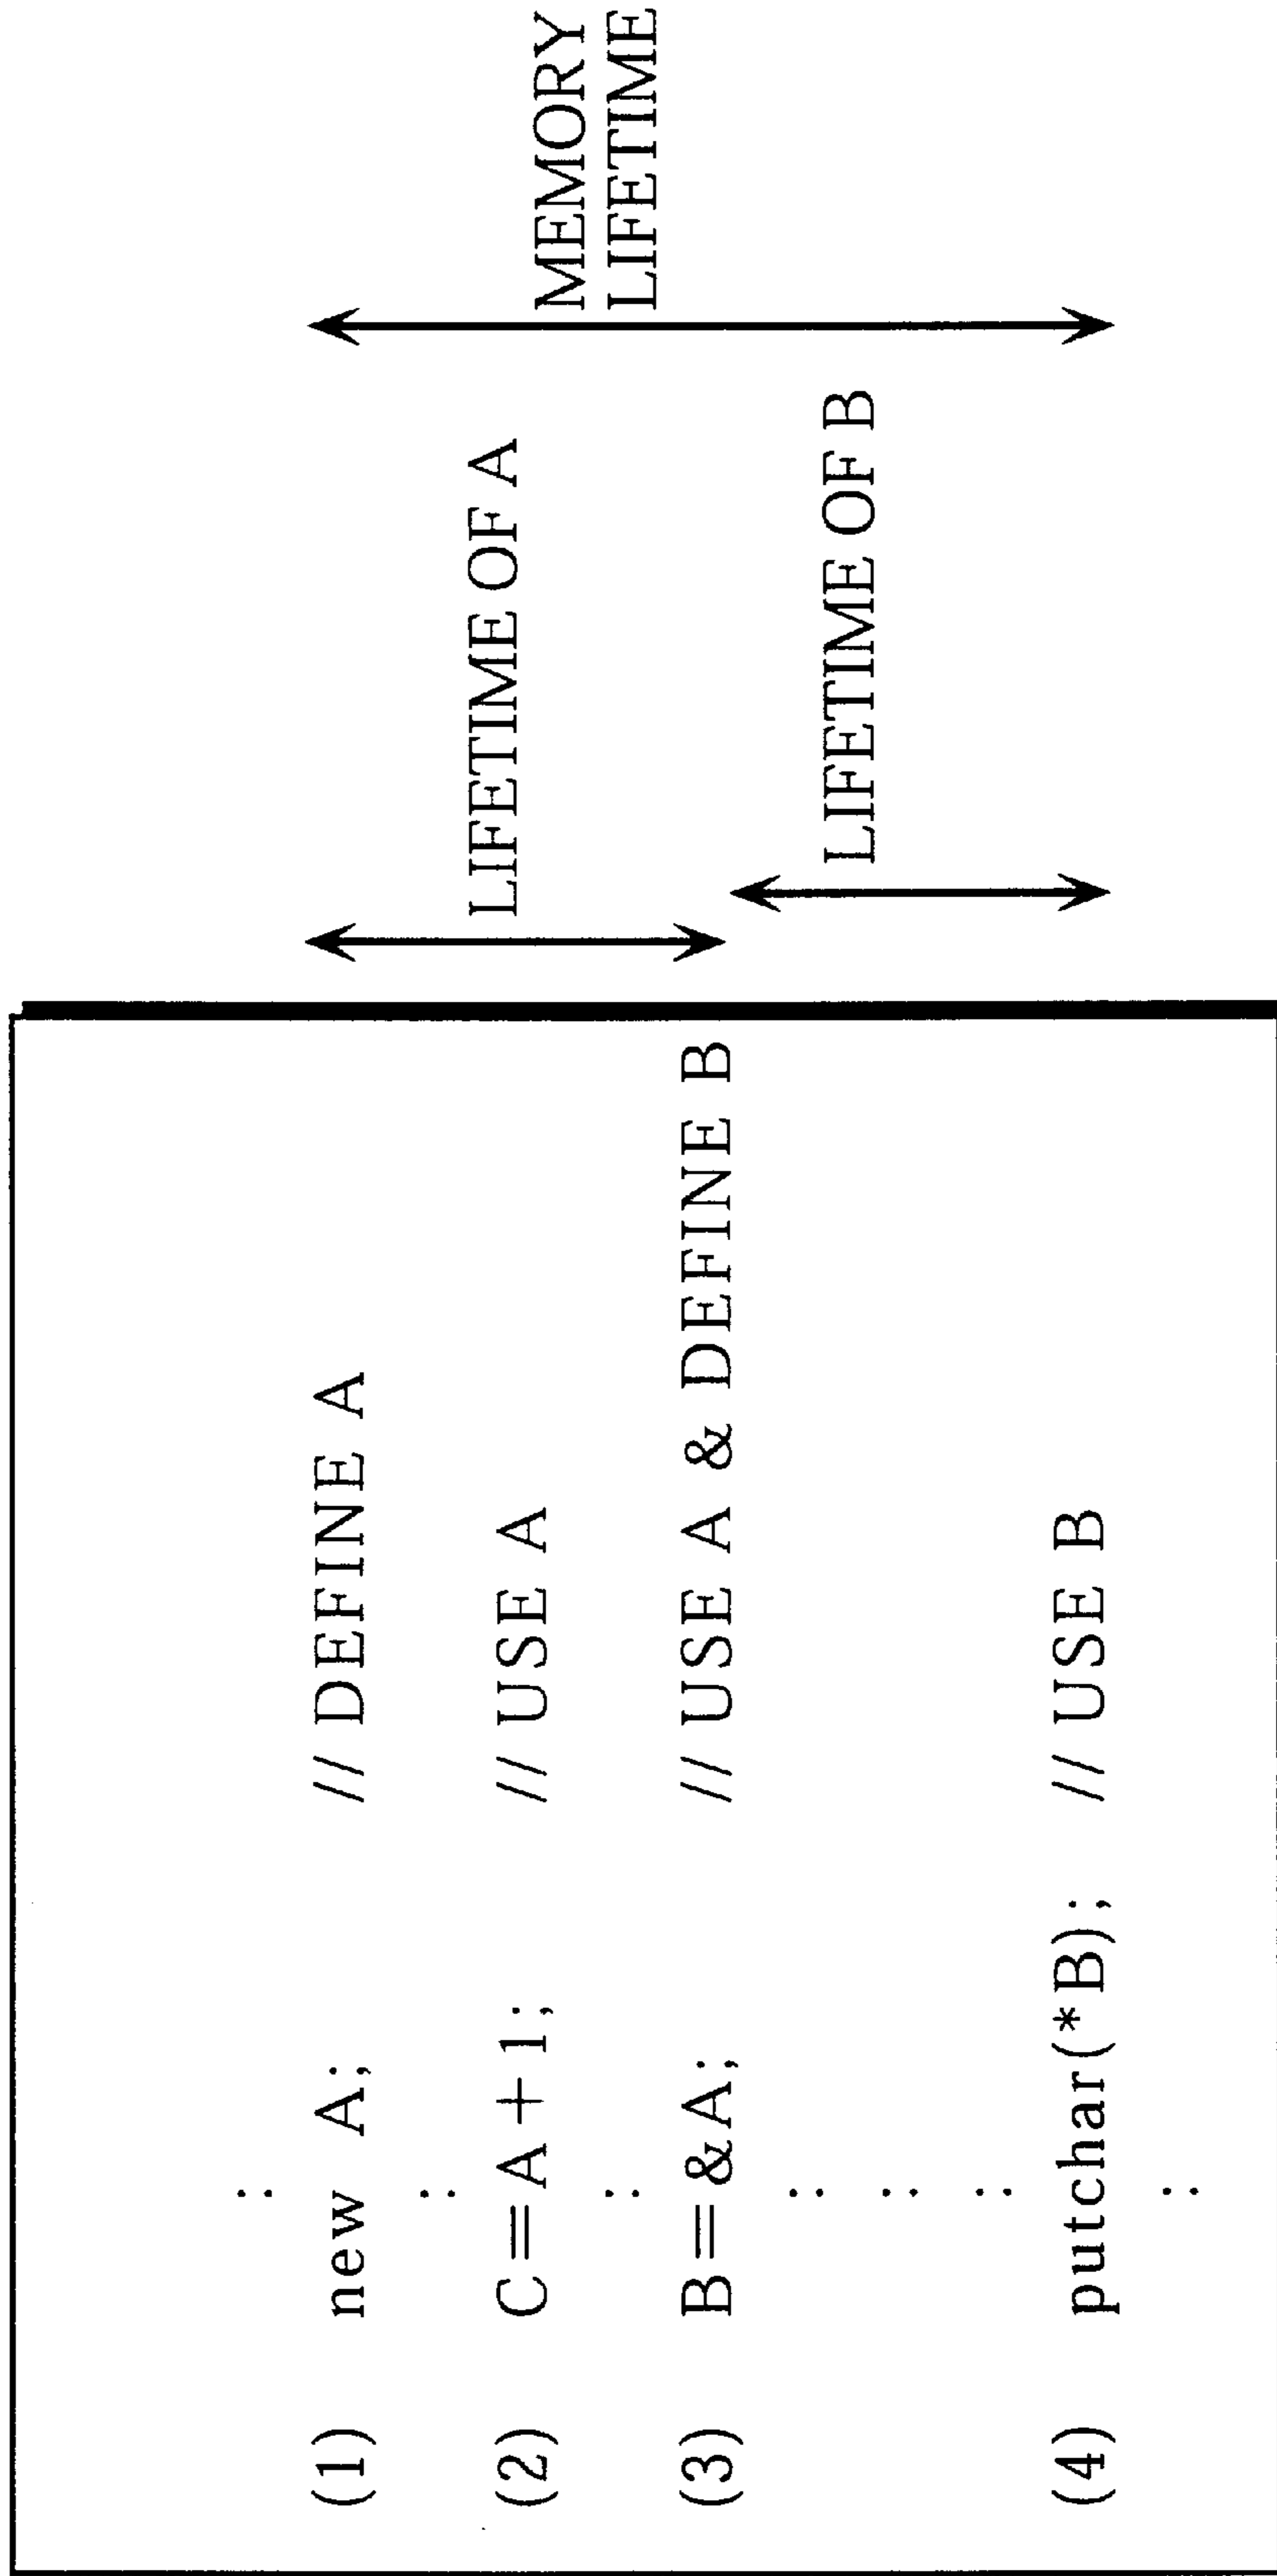 :
(1) new A; // DEFINE A
:
(2) C=A+1; // USE A
:
(3) B=&A; // USE A & DEFINE B
:
:
:
(4) putchar(*B); // USE B
:
LIFETIME OF A
LIFETIME OF B
MEMORY
LIFETIME